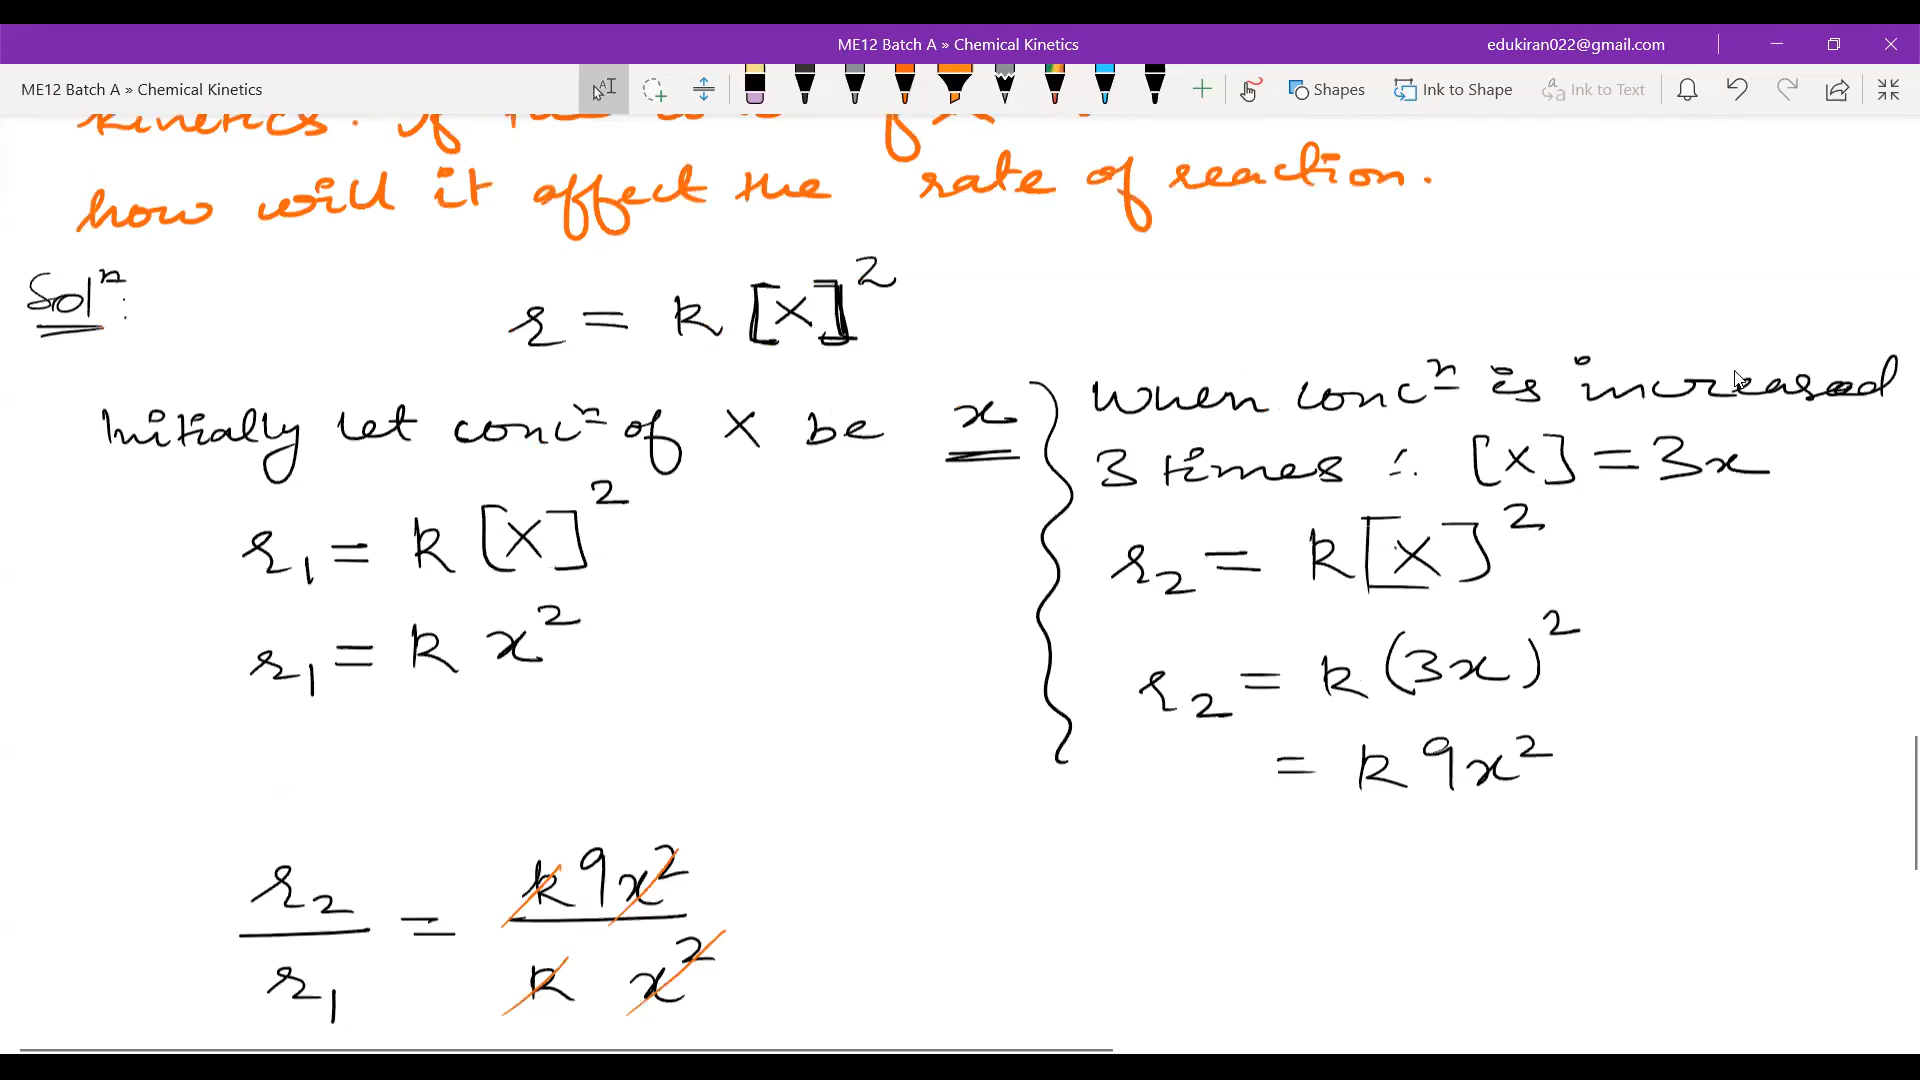 ME12 Batch A » Chemical Kinetics
edukiran022@gmail.com
ME12 Batch A » Chemical Kinetics
Shapes
Ink to Shape
Ink to Text
kinetics. If
how will it affect the rate of reaction.
Solⁿ:
r = k [X]²
Initially let concⁿ of X be x
r₁ = k [X]²
r₁ = k x²
When concⁿ is increased
3 times ∴ [X] = 3x
r₂ = k[X]²
r₂ = k (3x)²
= k 9x²
r₂/r₁ = k 9x²/k x²